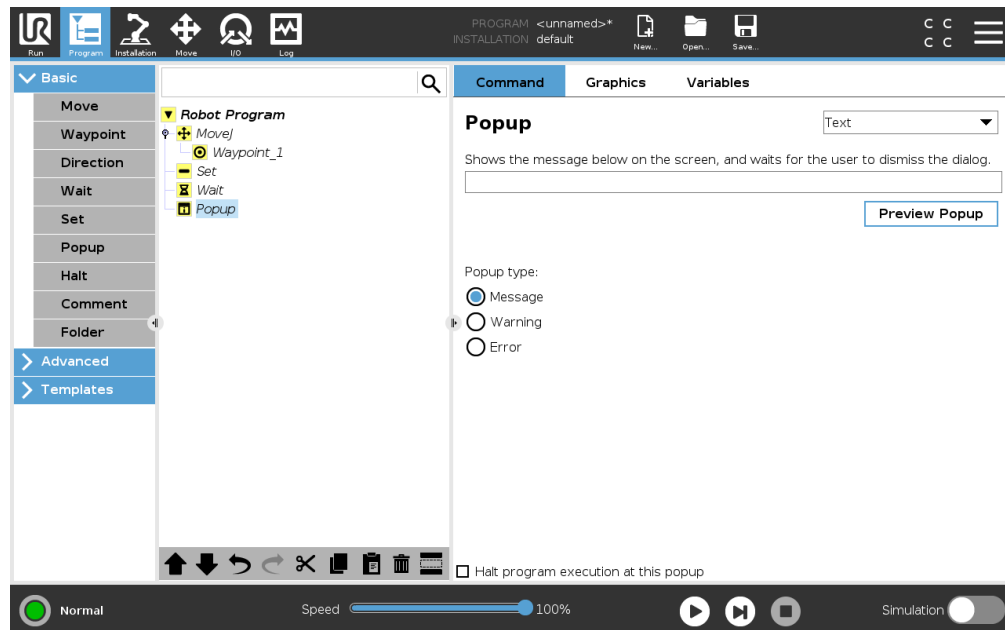 PROGRAM <unnamed>*
INSTALLATION default
UR
Run
Program
Installation
Move
I/O
Log
New...
Open...
Save...
C C
C C
Basic
Move
Waypoint
Direction
Wait
Set
Popup
Halt
Comment
Folder
Advanced
Templates
Robot Program
MoveJ
Waypoint_1
Set
Wait
Popup
Command Graphics Variables
Popup
Text
Shows the message below on the screen, and waits for the user to dismiss the dialog.
Preview Popup
Popup type:
Message
Warning
Error
Halt program execution at this popup
Normal
Speed 100%
Simulation